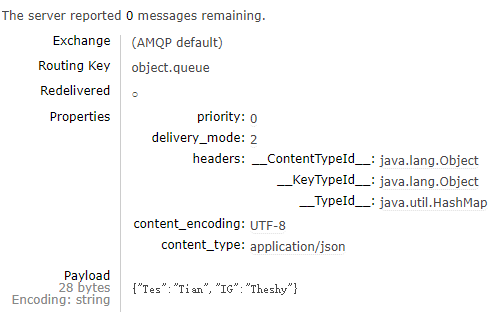 The server reported 0 messages remaining.
Exchange (AMQP default)
Routing Key object.queue
Redelivered ○
Properties priority: 0
delivery_mode: 2
headers: __ContentTypeId__: java.lang.Object
__KeyTypeId__: java.lang.Object
__TypeId__: java.util.HashMap
content_encoding: UTF-8
content_type: application/json
Payload
28 bytes
Encoding: string
{"Tes":"Tian","IG":"Theshy"}